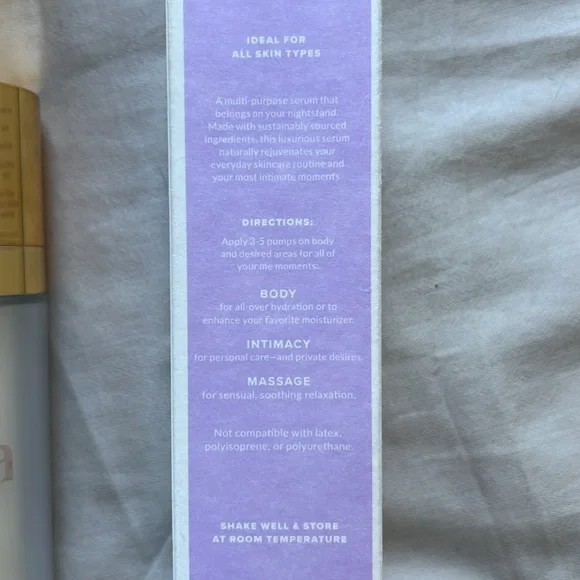 IDEAL FOR
ALL SKIN TYPES
A multi-purpose serum that
belongs on your nightstand.
Made with sustainably sourced
ingredients, this luxurious serum
naturally rejuvenates your
everyday skincare routine and
your most intimate moments
DIRECTIONS:
Apply 3-5 pumps on body
and desired areas for all of
your me moments:
BODY
for all-over hydration or to
enhance your favorite moisturizer.
INTIMACY
for personal care—and private desires.
MASSAGE
for sensual, soothing relaxation.
Not compatible with latex,
polyisoprene, or polyurethane.
SHAKE WELL & STORE
AT ROOM TEMPERATURE